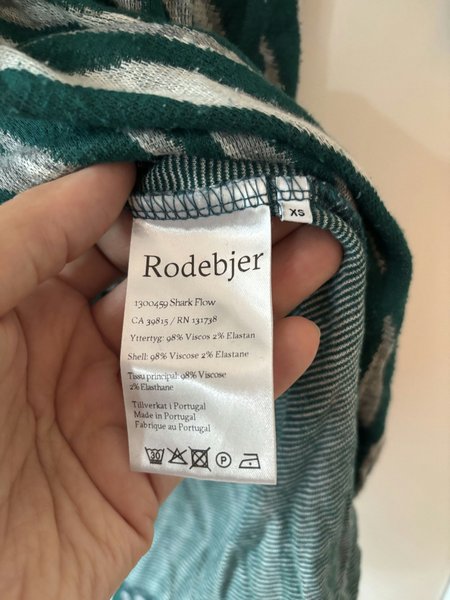 XS
Rodebjer
1300459 Shark Flow
CA 39815 / RN 131738
Yttertyg: 98% Viscos 2% Elastan
Shell: 98% Viscose 2% Elastane
Tissu principal: 98% Viscose
2% Elasthane
Tillverkat i Portugal
Made in Portugal
Fabrique au Portugal
30 P